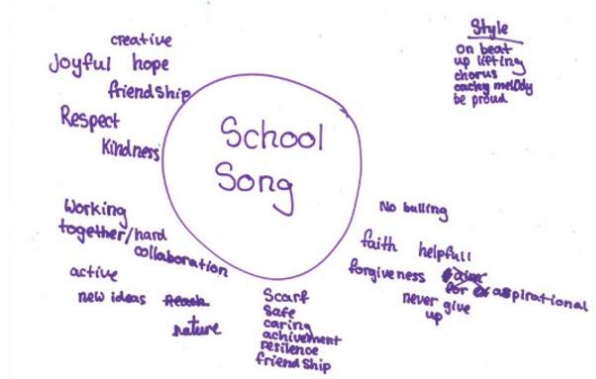 Style
on beat
up lifting
chorus
cachy melody
be proud
creative
Joyful hope
friendship
Respect
Kindness
School
Song
Working
together/hard
collaboration
active
new ideas
nature
Scarf
safe
caring
achivement
resilence
friendship
No bulling
faith helpfull
forgiveness
aspirational
never give
up